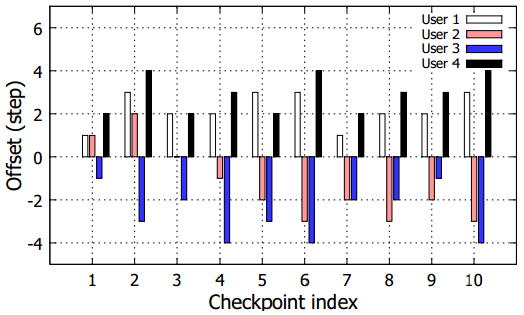 User 1
User 2
User 3
User 4
6
4
2
0
-2
-4
Offset (step)
1 2 3 4 5 6 7 8 9 10
Checkpoint index